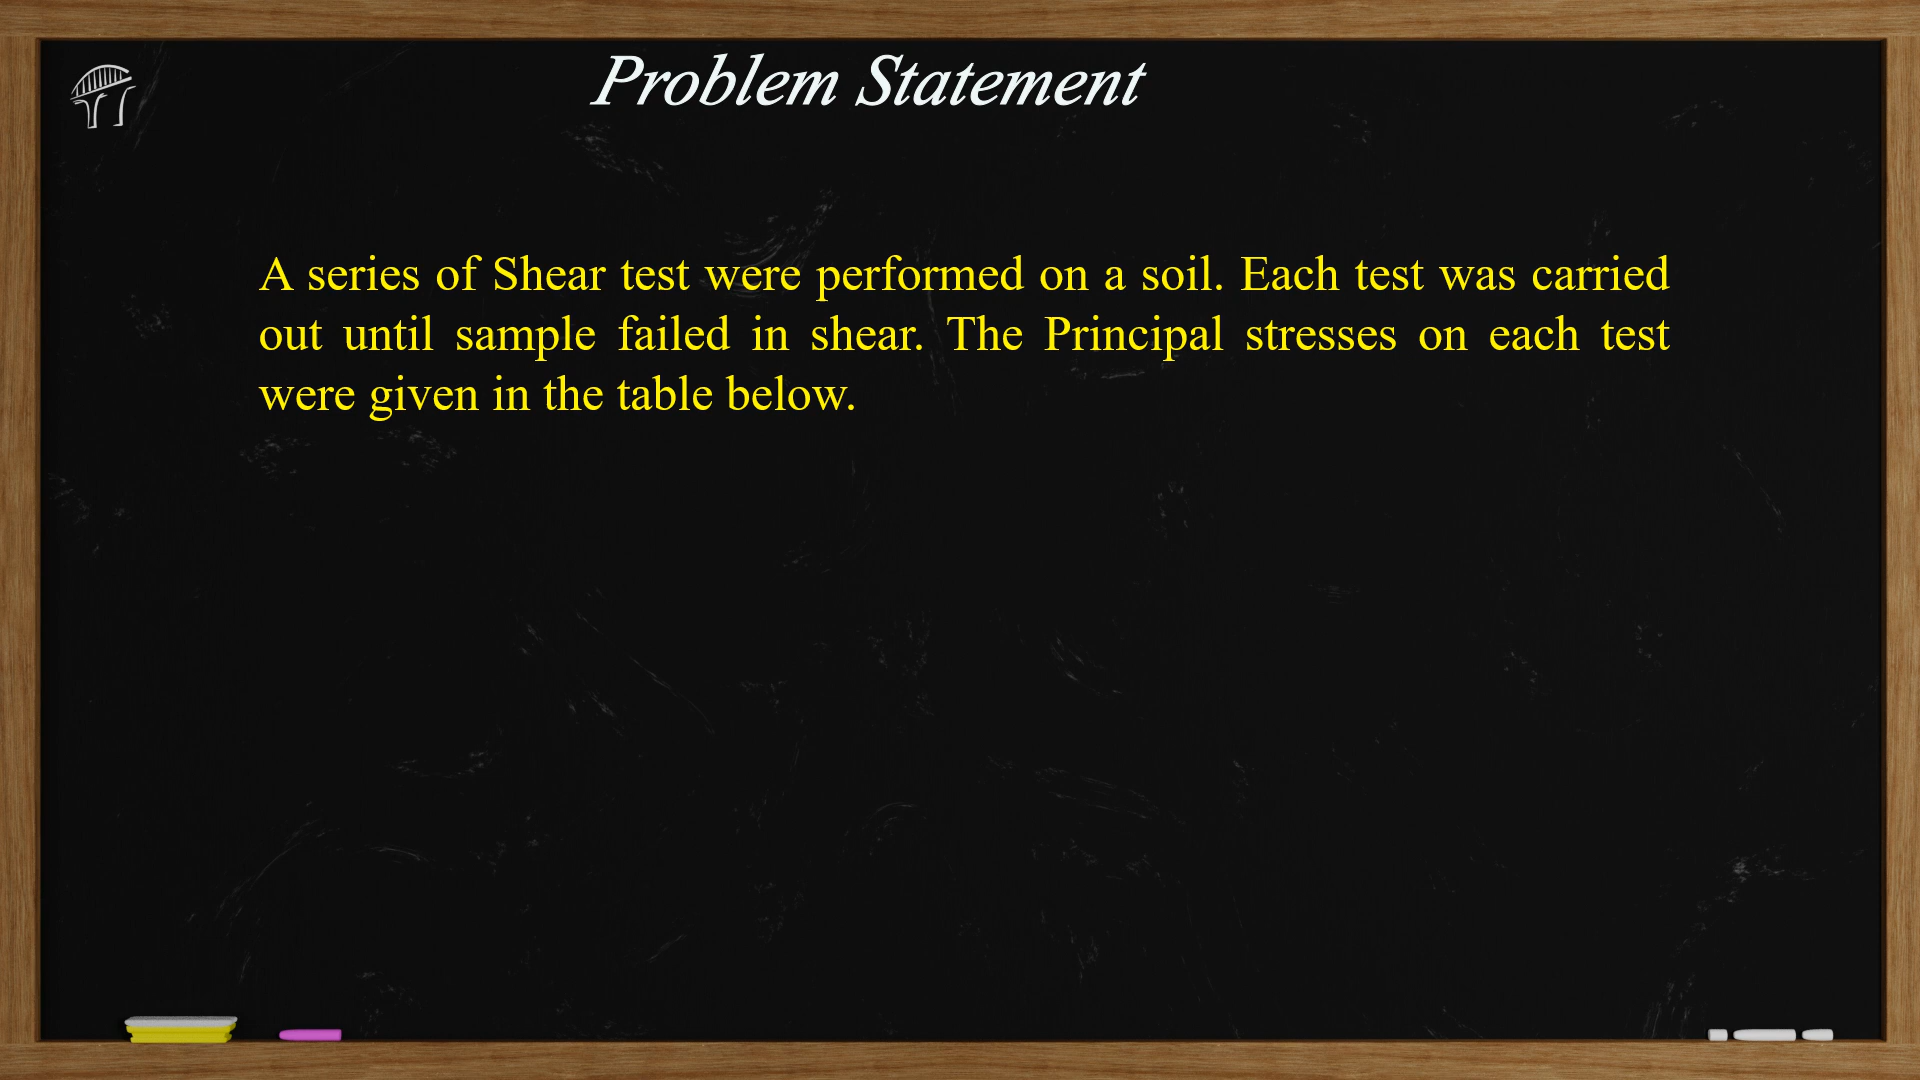 Problem Statement
A series of Shear test were performed on a soil. Each test was carried
out until sample failed in shear. The Principal stresses on each test
were given in the table below.